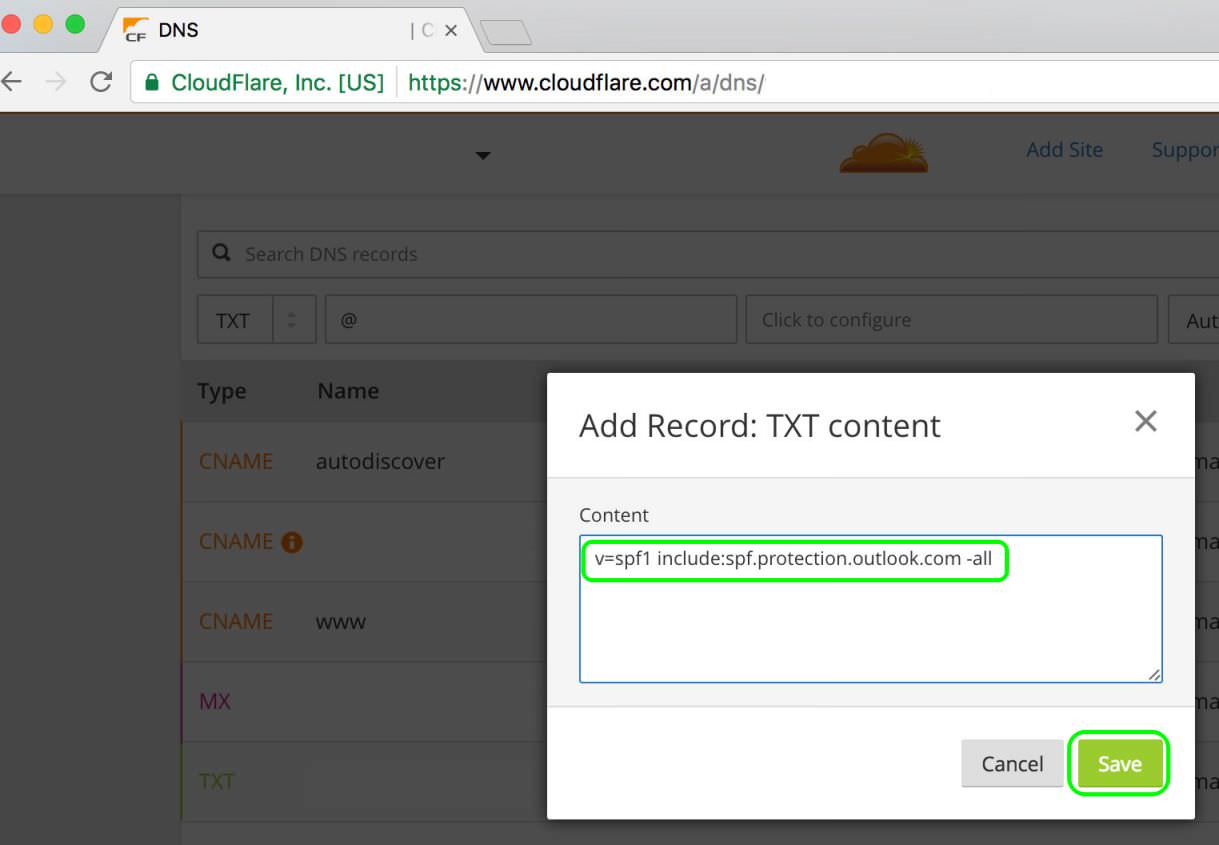 CF DNS | C
CloudFlare, Inc. [US] https://www.cloudflare.com/a/dns/
Add Site Suppor
Search DNS records
TXT @ Click to configure Aut
Type Name
Add Record: TXT content
CNAME autodiscover ma
Content
v=spf1 include:spf.protection.outlook.com -all
CNAME ma
CNAME www ma
MX ma
Cancel Save
TXT ma